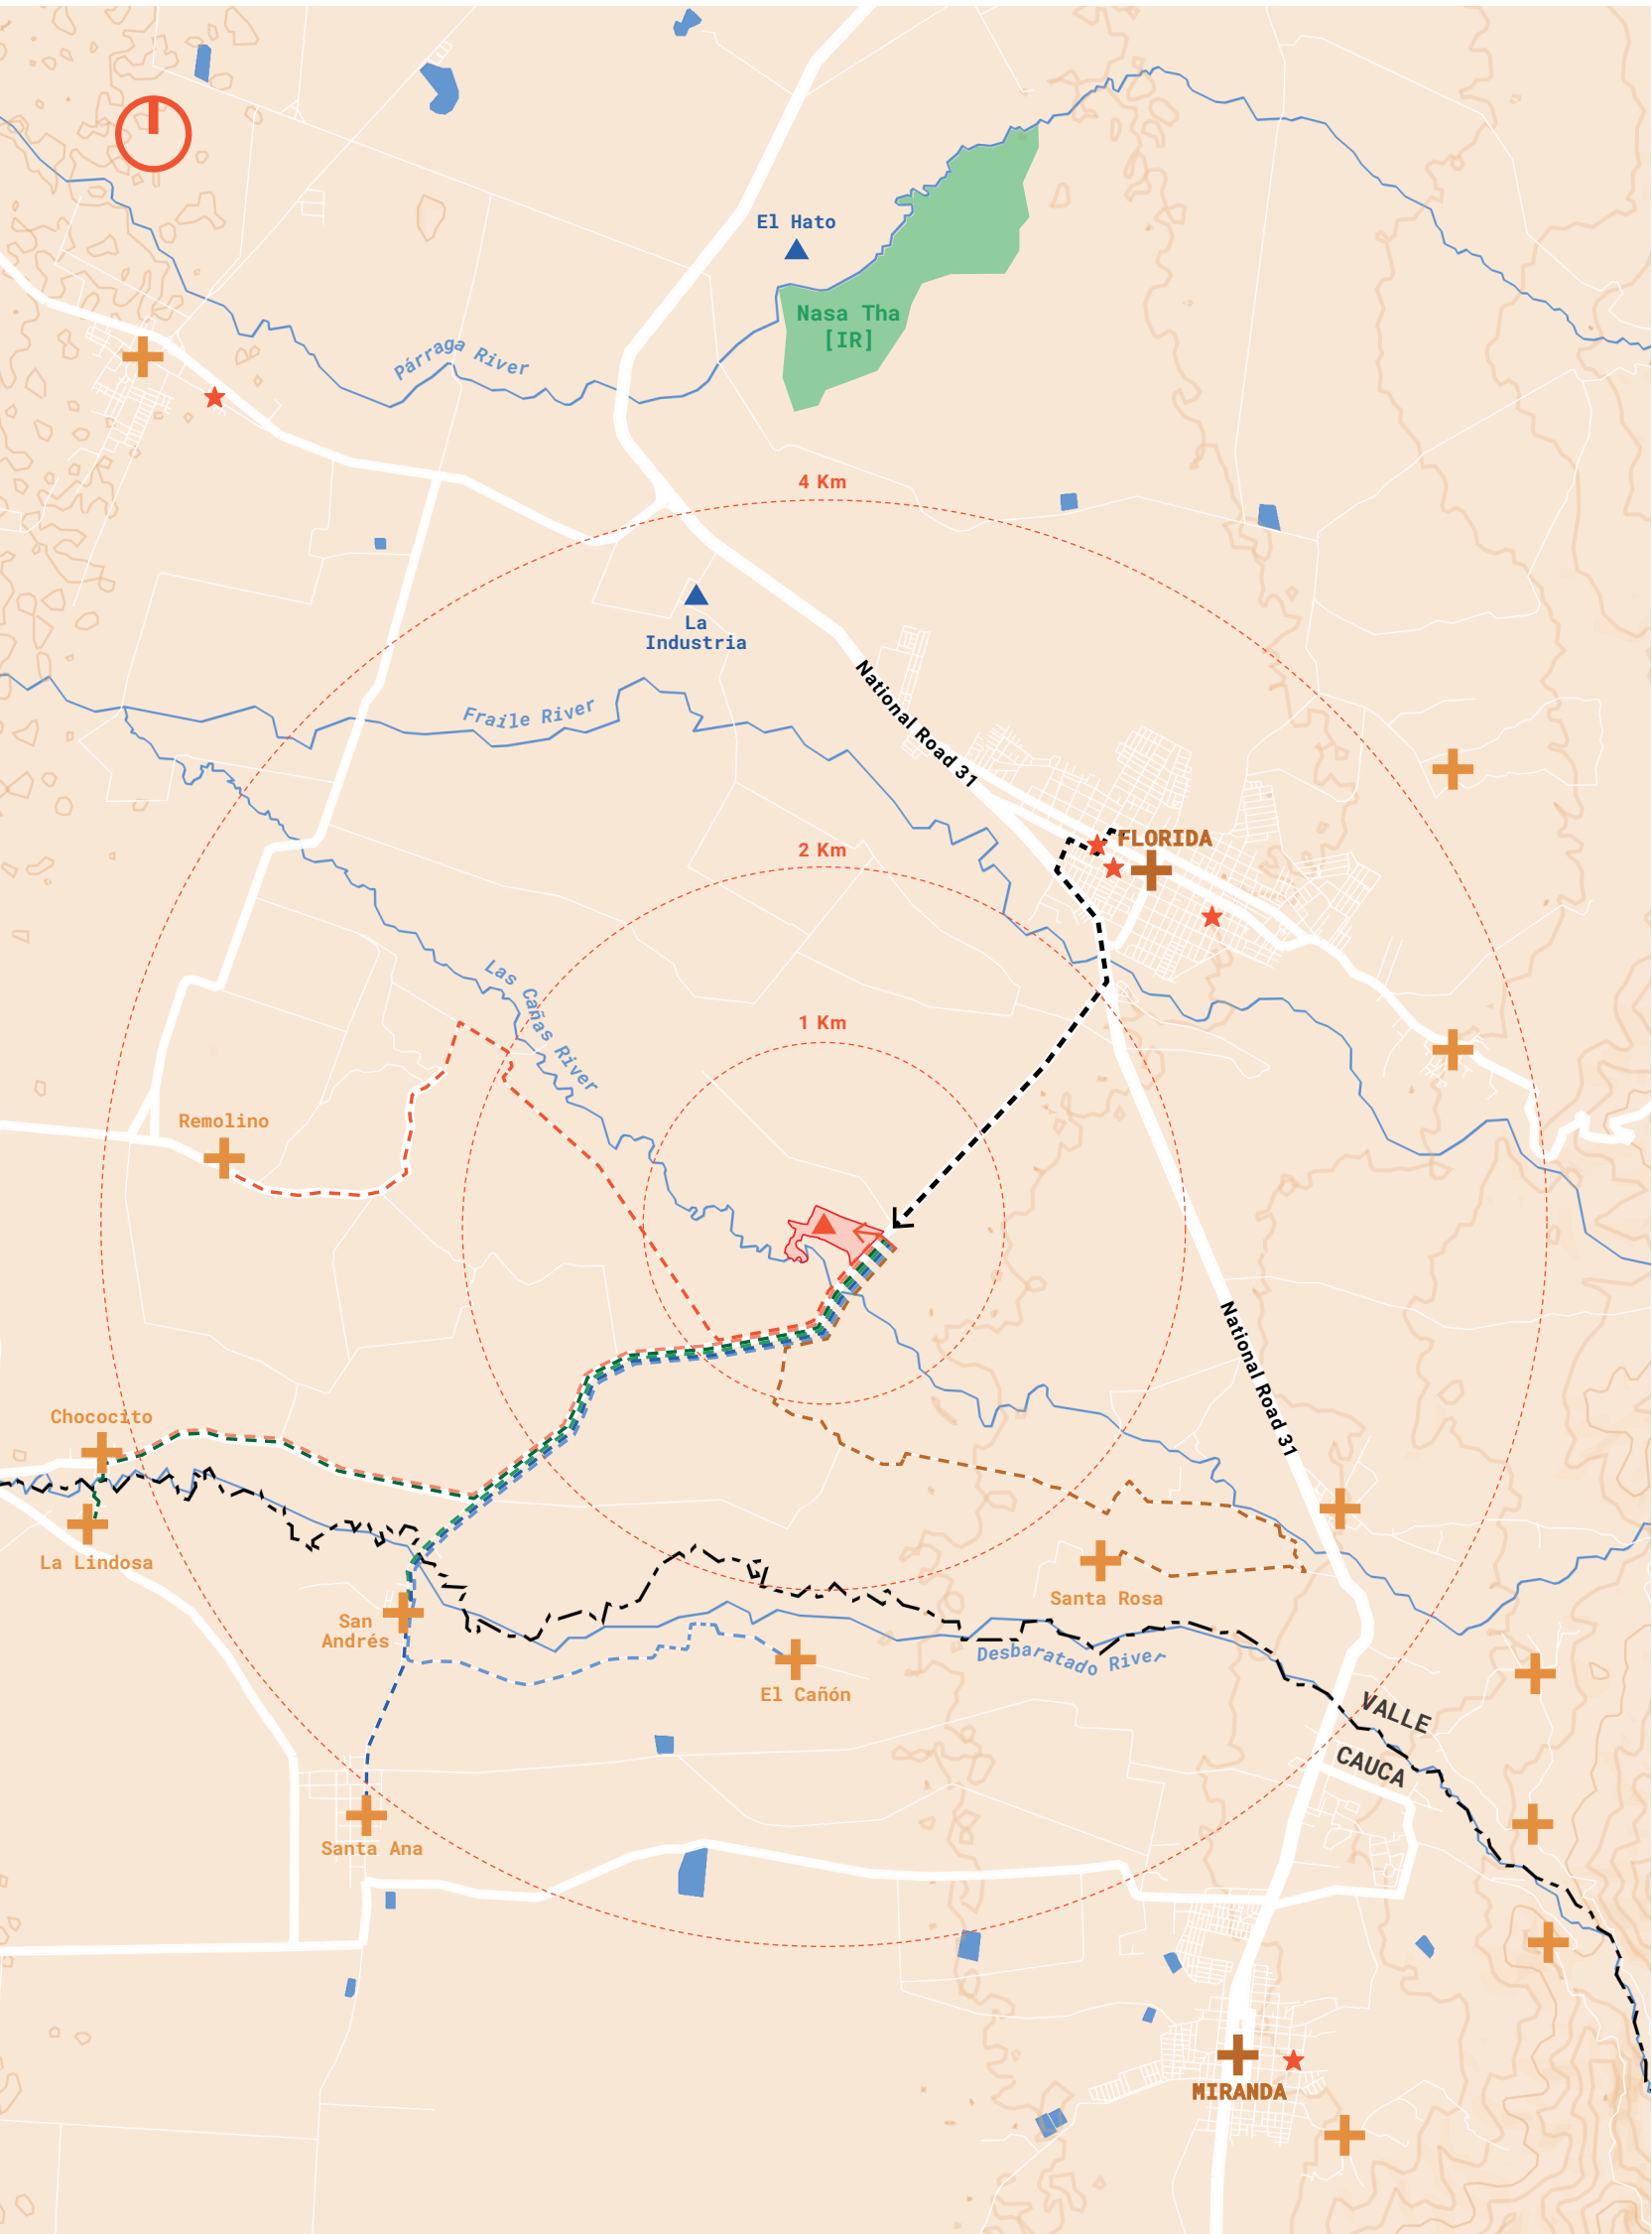 El Hato
Nasa Tha
[IR]
Párraga River
4 Km
La
Industria
National Road 31
Fraile River
FLORIDA
2 Km
Las Cañas River
1 Km
Remolino
National Road 31
Chococito
La Lindosa
San
Andrés
Santa Rosa
Desbaratado River
El Cañón
VALLE
CAUCA
Santa Ana
MIRANDA